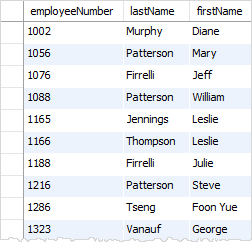 employeeNumber lastName firstName
1002 Murphy Diane
1056 Patterson Mary
1076 Firrelli Jeff
1088 Patterson William
1165 Jennings Leslie
1166 Thompson Leslie
1188 Firrelli Julie
1216 Patterson Steve
1286 Tseng Foon Yue
1323 Vanauf George